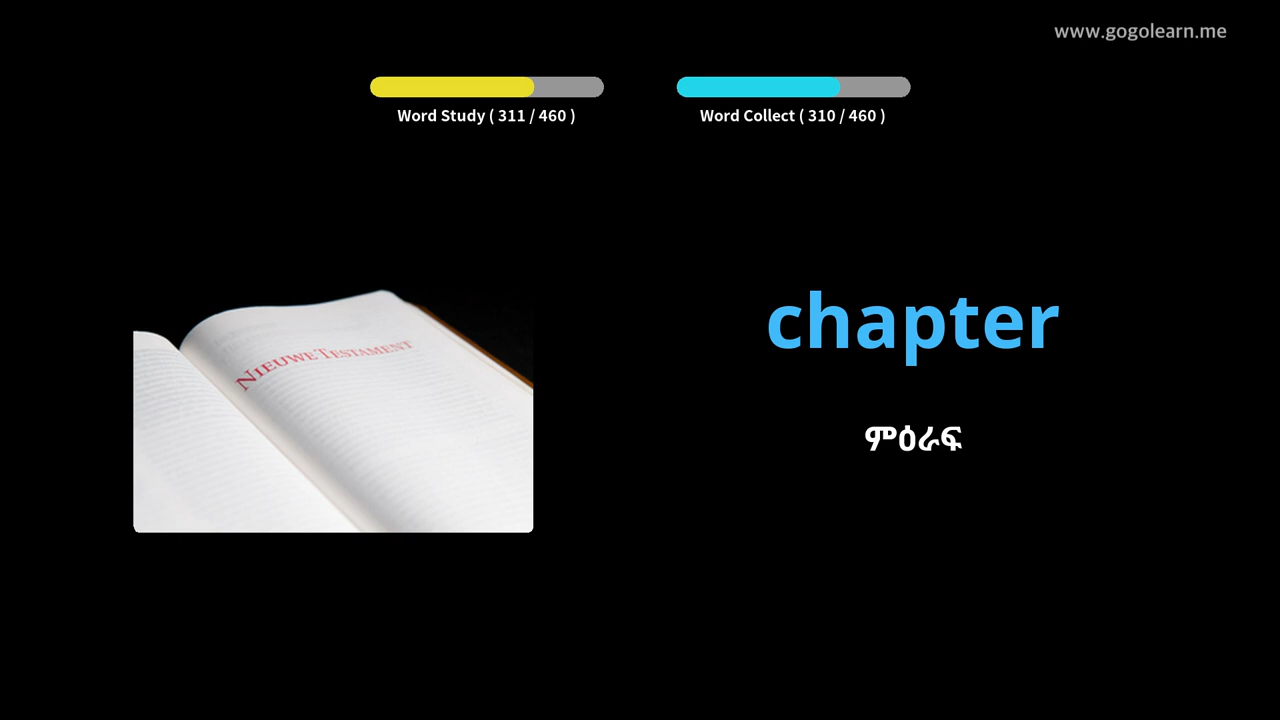 www.gogolearn.me
Word Study ( 311 / 460 )
Word Collect ( 310 / 460 )
NIEUWE TESTAMENT
chapter
ምዕራፍ